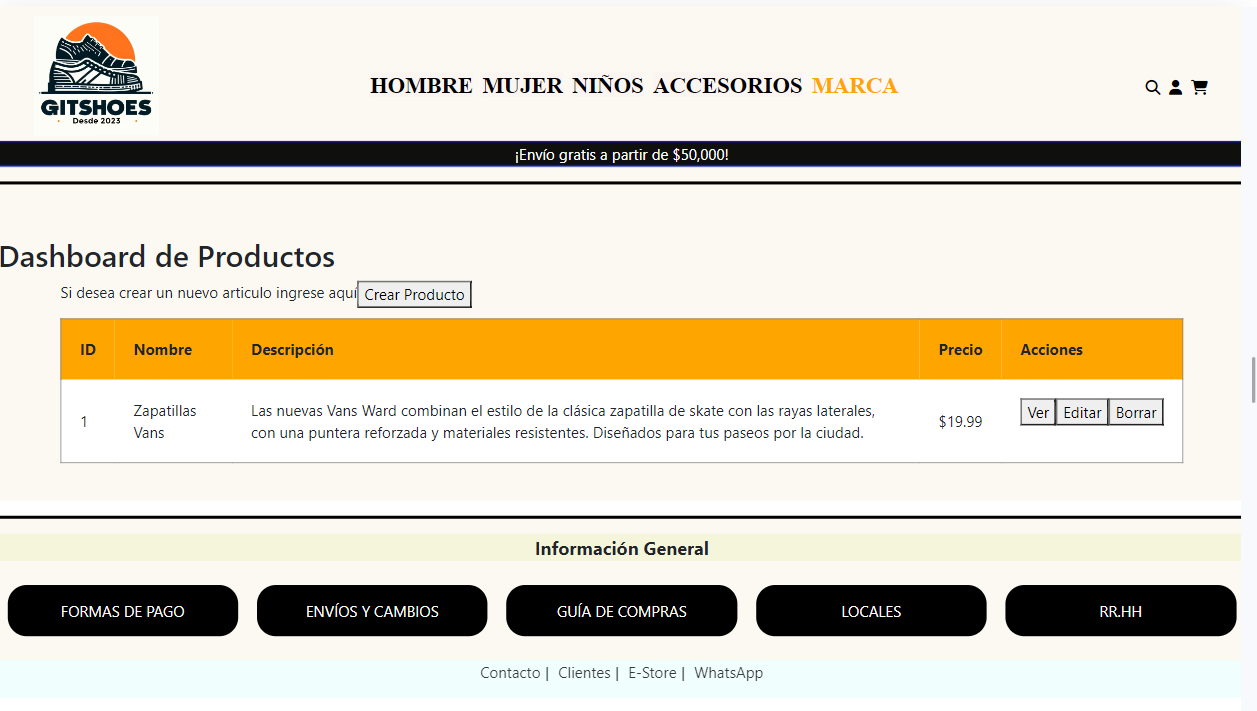 GITSHOES
Desde 2023
HOMBRE MUJER NIÑOS ACCESORIOS MARCA
¡Envío gratis a partir de $50,000!
Dashboard de Productos
Si desea crear un nuevo articulo ingrese aquí Crear Producto
ID Nombre Descripción Precio Acciones
1 Zapatillas Vans Las nuevas Vans Ward combinan el estilo de la clásica zapatilla de skate con las rayas laterales,
con una puntera reforzada y materiales resistentes. Diseñados para tus paseos por la ciudad. $19.99 Ver Editar Borrar
Información General
FORMAS DE PAGO ENVÍOS Y CAMBIOS GUÍA DE COMPRAS LOCALES RR.HH
Contacto | Clientes | E-Store | WhatsApp